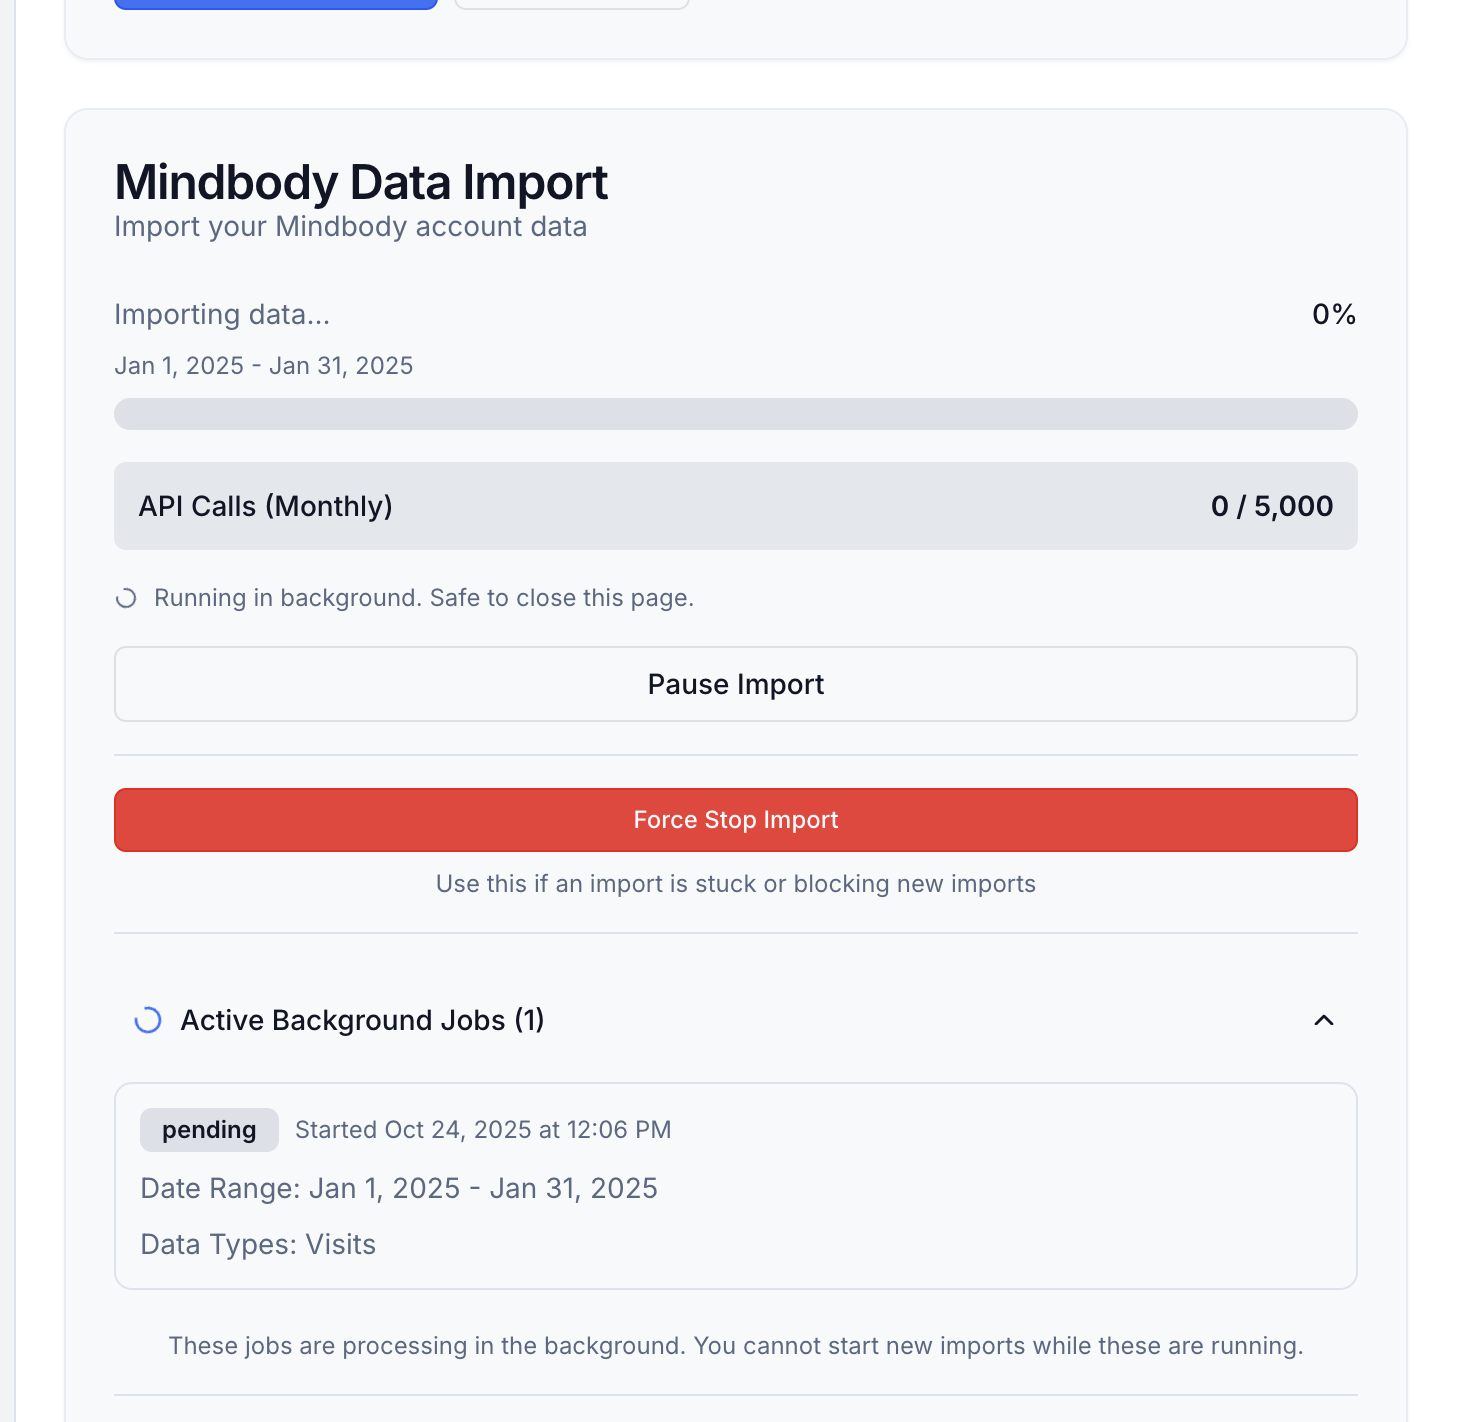 Mindbody Data Import
Import your Mindbody account data
Importing data...
0%
Jan 1, 2025 - Jan 31, 2025
API Calls (Monthly)
0 / 5,000
Running in background. Safe to close this page.
Pause Import
Force Stop Import
Use this if an import is stuck or blocking new imports
Active Background Jobs (1)
pending
Started Oct 24, 2025 at 12:06 PM
Date Range: Jan 1, 2025 - Jan 31, 2025
Data Types: Visits
These jobs are processing in the background. You cannot start new imports while these are running.